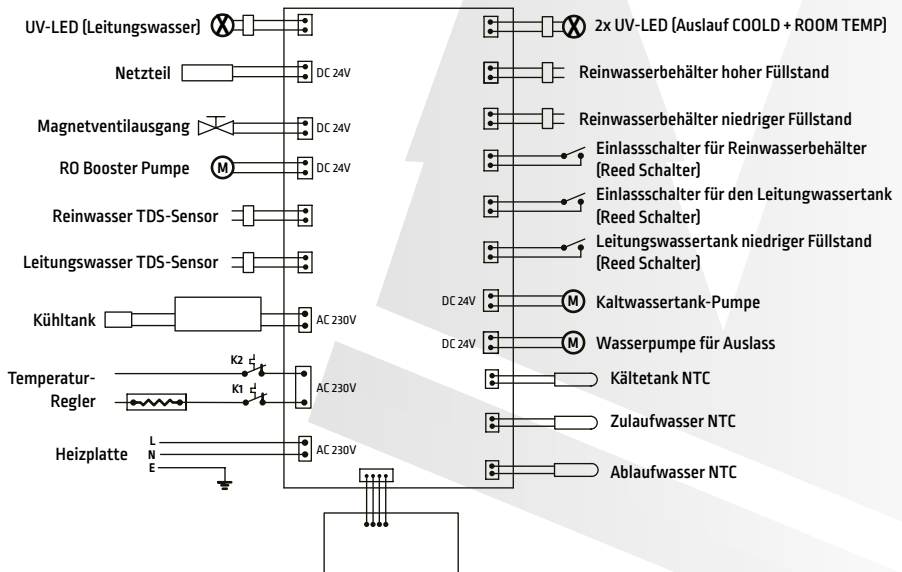 UV-LED (Leitungswasser)
Netzteil
DC 24V
Magnetventilausgang
DC 24V
RO Booster Pumpe
M
DC 24V
Reinwasser TDS-Sensor
Leitungswasser TDS-Sensor
Kühltank
AC 230V
K2
Temperatur-
Regler
K1
AC 230V
Heizplatte
L
N
E
AC 230V
2x UV-LED (Auslauf COOLD + ROOM TEMP)
Reinwasserbehälter hoher Füllstand
Reinwasserbehälter niedriger Füllstand
Einlassschalter für Reinwasserbehälter
(Reed Schalter)
Einlassschalter für den Leitungwassertank
(Reed Schalter)
Leitungswassertank niedriger Füllstand
(Reed Schalter)
DC 24V
M
Kaltwassertank-Pumpe
DC 24V
M
Wasserpumpe für Auslass
Kältetank NTC
Zulaufwasser NTC
Ablaufwasser NTC